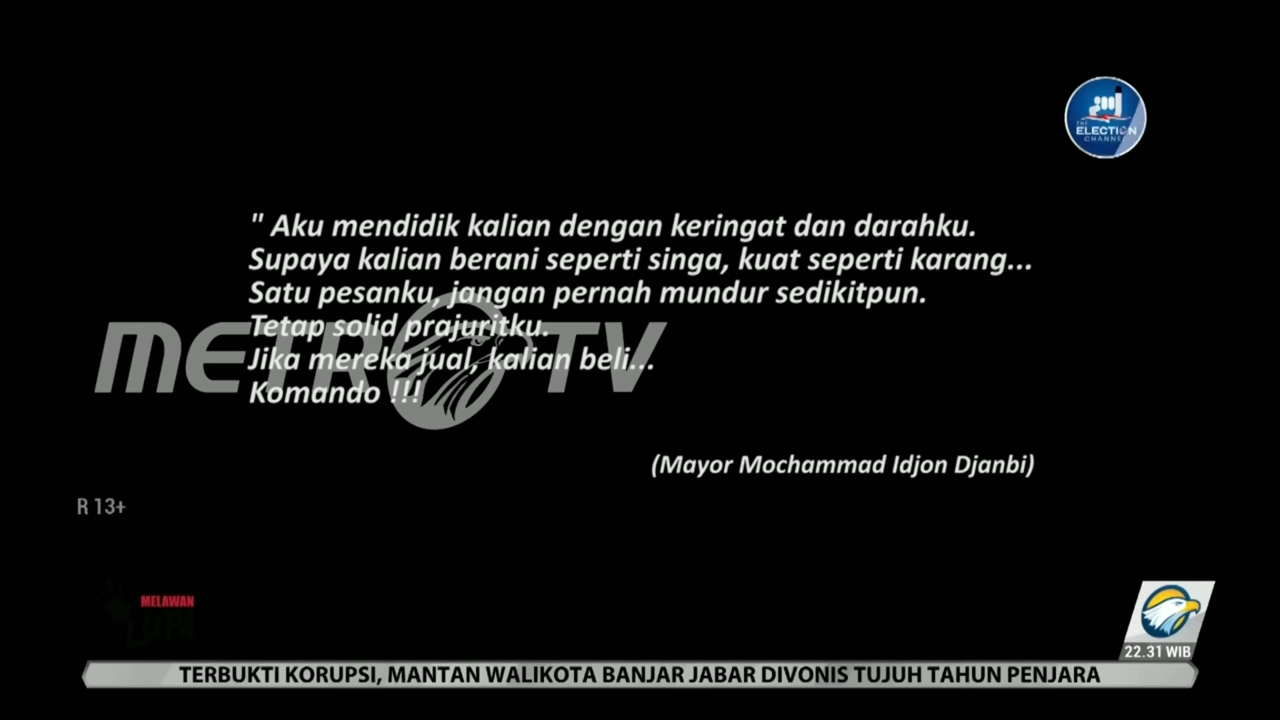 THE
ELECTION
CHANNEL
" Aku mendidik kalian dengan keringat dan darahku.
Supaya kalian berani seperti singa, kuat seperti karang...
Satu pesanku, jangan pernah mundur sedikitpun.
Tetap solid prajuritku.
Jika mereka jual, kalian beli...
Komando !!!
METRO TV
(Mayor Mochammad Idjon Djanbi)
R 13+
MELAWAN
LUPA
22.31 WIB
TERBUKTI KORUPSI, MANTAN WALIKOTA BANJAR JABAR DIVONIS TUJUH TAHUN PENJARA